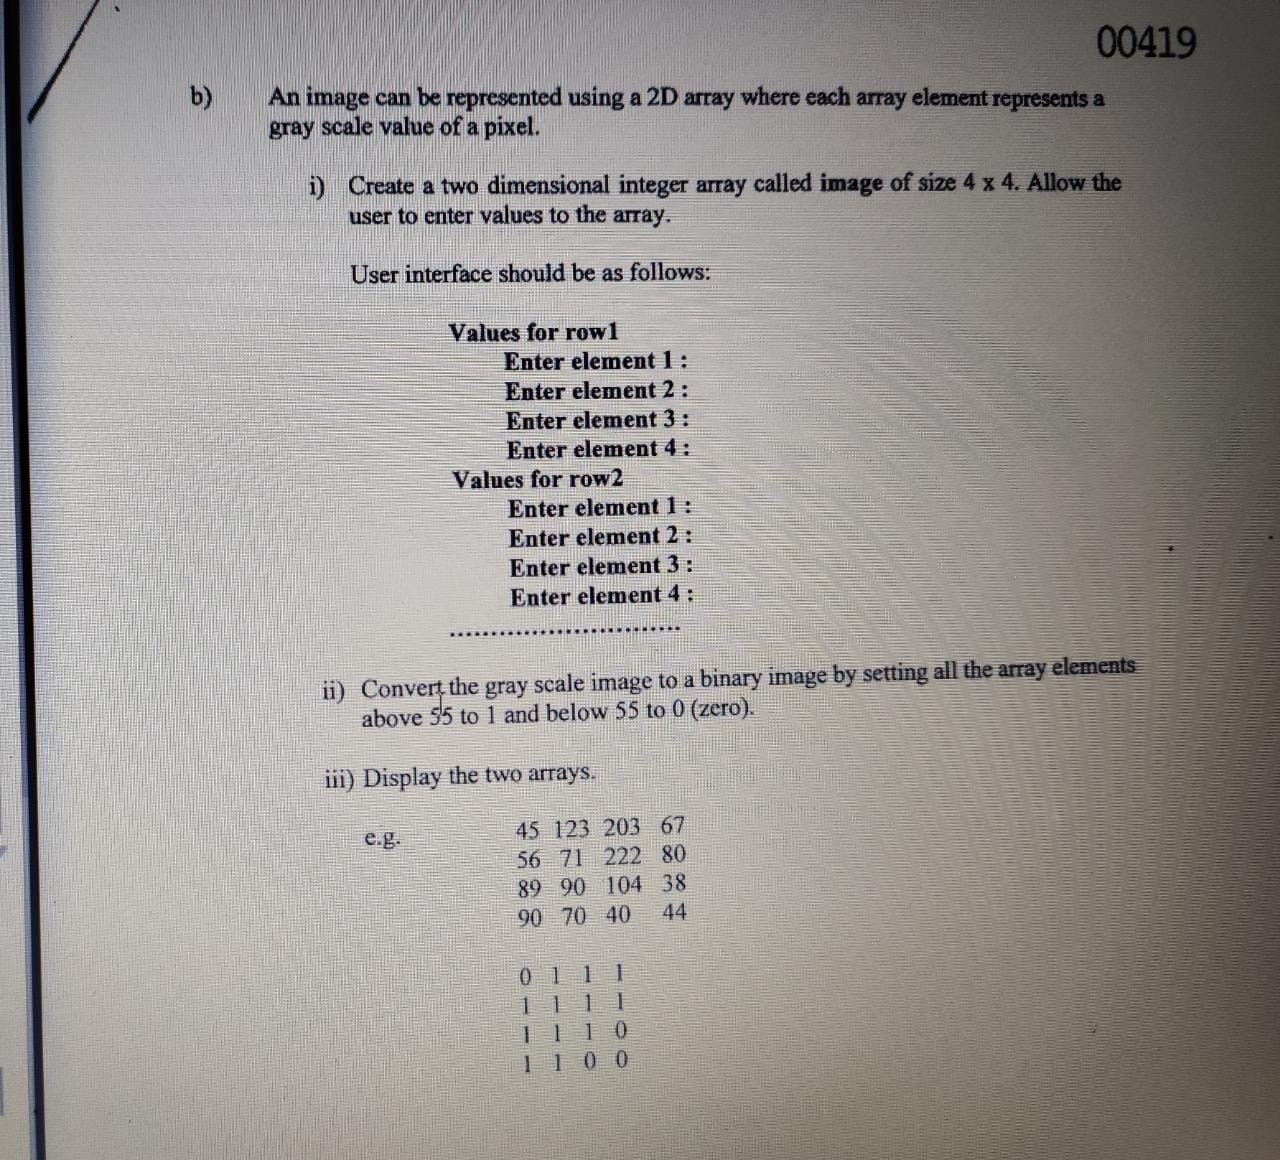 00419
b) An image can be represented using a 2D array where each array element represents a
gray scale value of a pixel.
i) Create a two dimensional integer array called image of size 4 x 4. Allow the
user to enter values to the array.
User interface should be as follows:
Values for row1
Enter element 1 :
Enter element 2 :
Enter element 3 :
Enter element 4 :
Values for row2
Enter element 1 :
Enter element 2 :
Enter element 3 :
Enter element 4 :
............................
ii) Convert the gray scale image to a binary image by setting all the array elements
above 55 to 1 and below 55 to 0 (zero).
iii) Display the two arrays.
e.g. 45 123 203 67
56 71 222 80
89 90 104 38
90 70 40 44
0 1 1 1
1 1 1 1
1 1 1 0
1 1 0 0